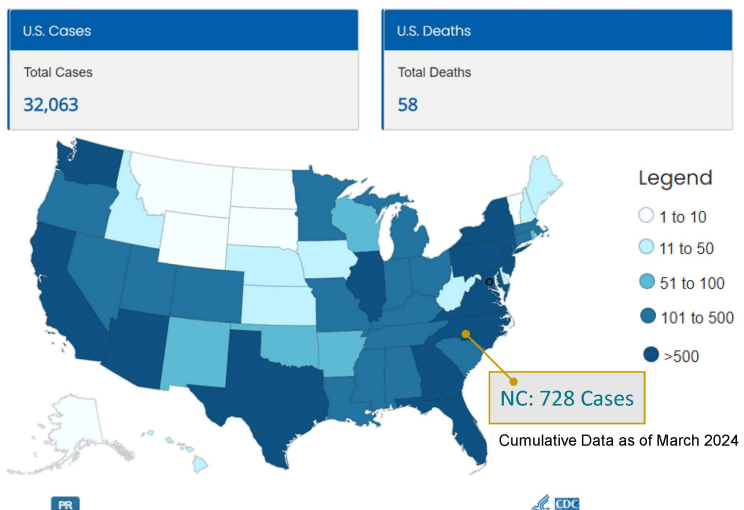 U.S. Cases
Total Cases
32,063
U.S. Deaths
Total Deaths
58
Legend
1 to 10
11 to 50
51 to 100
101 to 500
>500
NC: 728 Cases
Cumulative Data as of March 2024
PR
CDC